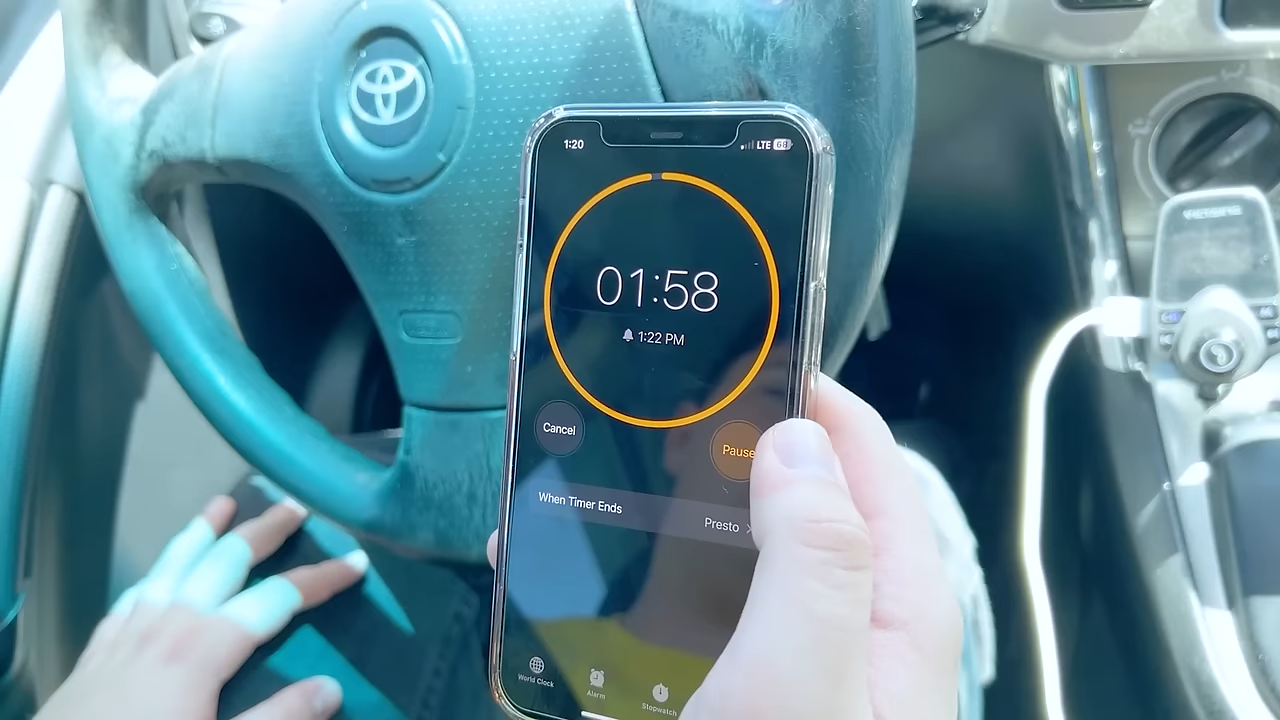 1:20 LTE 68
01:58
1:22 PM
Cancel
Pause
When Timer Ends
Presto
World Clock
Alarm
Stopwatch